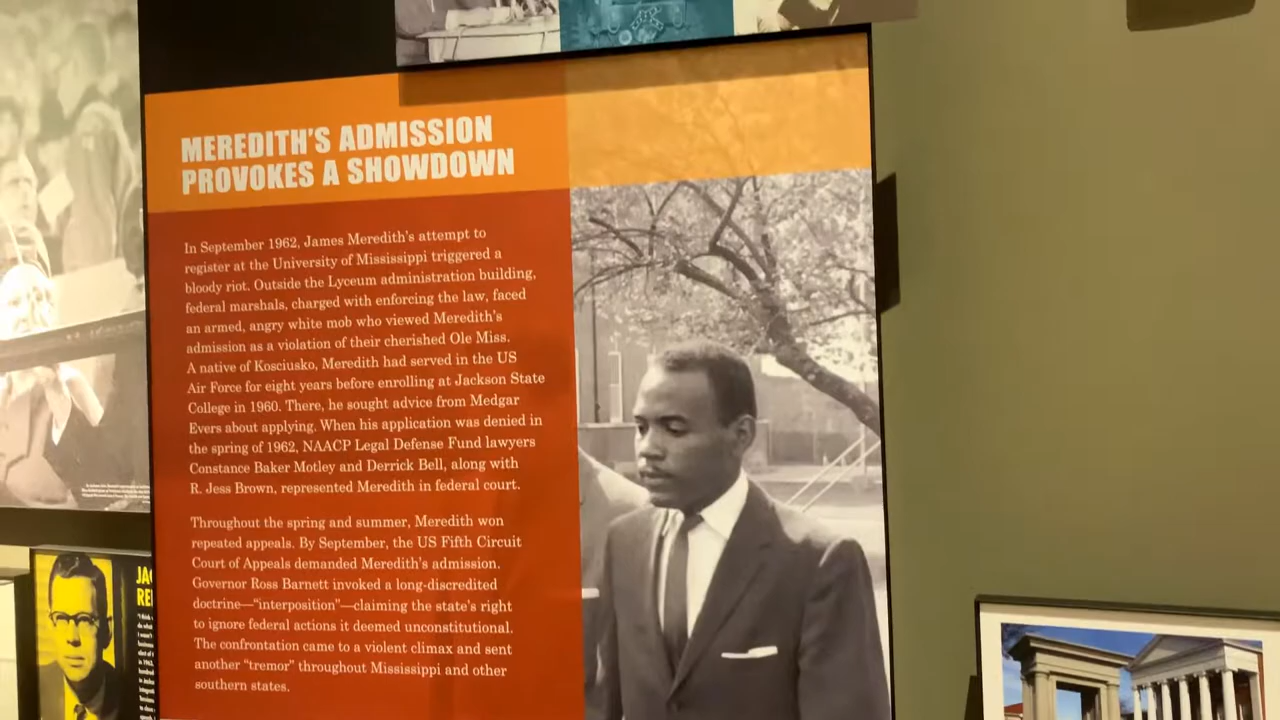 MEREDITH'S ADMISSION
PROVOKES A SHOWDOWN
In September 1962, James Meredith's attempt to
register at the University of Mississippi triggered a
bloody riot. Outside the Lyceum administration building,
federal marshals, charged with enforcing the law, faced
an armed, angry white mob who viewed Meredith's
admission as a violation of their cherished Ole Miss.
A native of Kosciusko, Meredith had served in the US
Air Force for eight years before enrolling at Jackson State
College in 1960. There, he sought advice from Medgar
Evers about applying. When his application was denied in
the spring of 1962, NAACP Legal Defense Fund lawyers
Constance Baker Motley and Derrick Bell, along with
R. Jess Brown, represented Meredith in federal court.
Throughout the spring and summer, Meredith won
repeated appeals. By September, the US Fifth Circuit
Court of Appeals demanded Meredith's admission.
Governor Ross Barnett invoked a long-discredited
doctrine—"interposition"—claiming the state's right
to ignore federal actions it deemed unconstitutional.
The confrontation came to a violent climax and sent
another "tremor" throughout Mississippi and other
southern states.